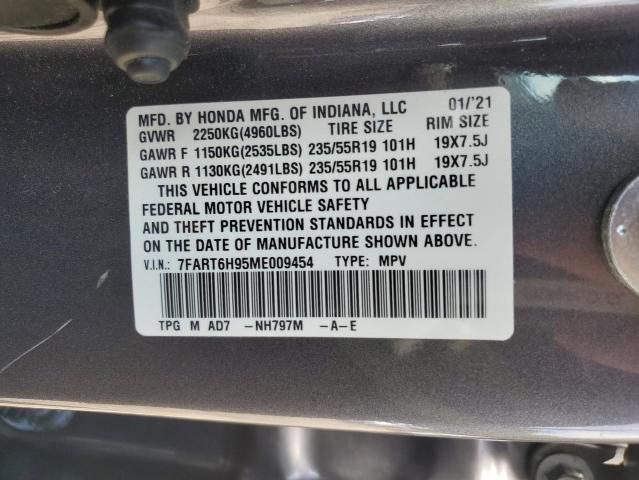 MFD. BY HONDA MFG. OF INDIANA, LLC 01/'21
GVWR 2250KG(4960LBS) TIRE SIZE RIM SIZE
GAWR F 1150KG(2535LBS) 235/55R19 101H 19X7.5J
GAWR R 1130KG(2491LBS) 235/55R19 101H 19X7.5J
THIS VEHICLE CONFORMS TO ALL APPLICABLE
FEDERAL MOTOR VEHICLE SAFETY
AND THEFT PREVENTION STANDARDS IN EFFECT
ON THE DATE OF MANUFACTURE SHOWN ABOVE.
V.I.N.: 7FART6H95ME009454 TYPE: MPV
TPG M AD7 -NH797M -A-E